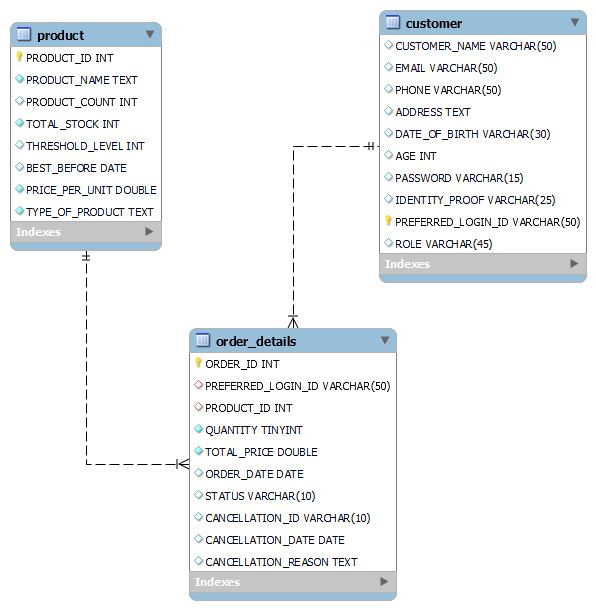 product
PRODUCT_ID INT
PRODUCT_NAME TEXT
PRODUCT_COUNT INT
TOTAL_STOCK INT
THRESHOLD_LEVEL INT
BEST_BEFORE DATE
PRICE_PER_UNIT DOUBLE
TYPE_OF_PRODUCT TEXT
Indexes
customer
CUSTOMER_NAME VARCHAR(50)
EMAIL VARCHAR(50)
PHONE VARCHAR(50)
ADDRESS TEXT
DATE_OF_BIRTH VARCHAR(30)
AGE INT
PASSWORD VARCHAR(15)
IDENTITY_PROOF VARCHAR(25)
PREFERRED_LOGIN_ID VARCHAR(50)
ROLE VARCHAR(45)
Indexes
order_details
ORDER_ID INT
PREFERRED_LOGIN_ID VARCHAR(50)
PRODUCT_ID INT
QUANTITY TINYINT
TOTAL_PRICE DOUBLE
ORDER_DATE DATE
STATUS VARCHAR(10)
CANCELLATION_ID VARCHAR(10)
CANCELLATION_DATE DATE
CANCELLATION_REASON TEXT
Indexes